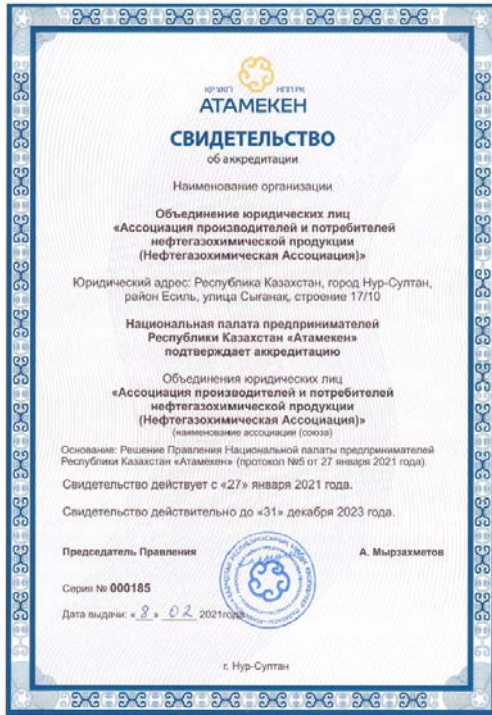 ҚР ҰКП НПП РК
АТАМЕКЕН
СВИДЕТЕЛЬСТВО
об аккредитации
Наименование организации
Объединение юридических лиц
«Ассоциация производителей и потребителей
нефтегазохимической продукции
(Нефтегазохимическая Ассоциация)»
Юридический адрес: Республика Казахстан, город Нур-Султан,
район Есиль, улица Сыганак, строение 17/10
Национальная палата предпринимателей
Республики Казахстан «Атамекен»
подтверждает аккредитацию
Объединения юридических лиц
«Ассоциация производителей и потребителей
нефтегазохимической продукции
(Нефтегазохимическая Ассоциация)»
(наименование ассоциации (союза)
Основание: Решение Правления Национальной палаты предпринимателей
Республики Казахстан «Атамекен» (протокол №5 от 27 января 2021 года).
Свидетельство действует с «27» января 2021 года.
Свидетельство действительно до «31» декабря 2023 года.
Председатель Правления А. Мырзахметов
Серия № 000185
Дата выдачи: «8» 02 2021года
г. Нур-Султан